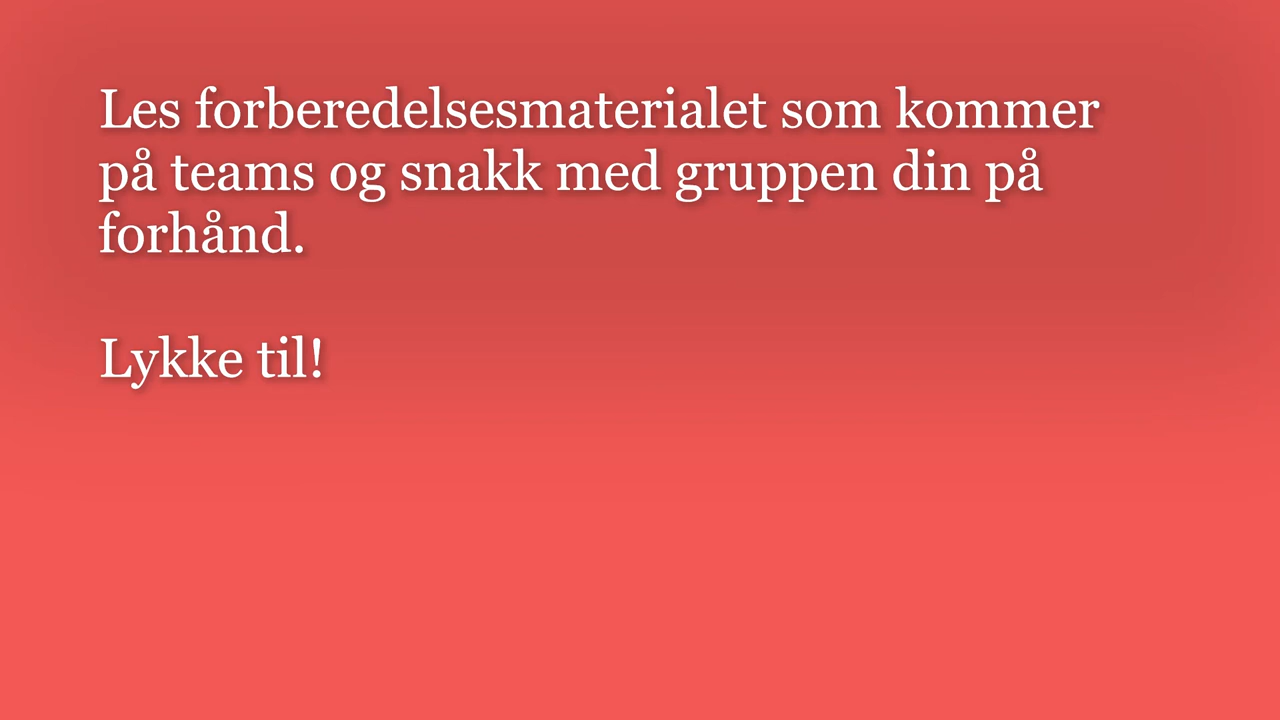 Les forberedelsesmaterialet som kommer
på teams og snakk med gruppen din på
forhånd.
Lykke til!